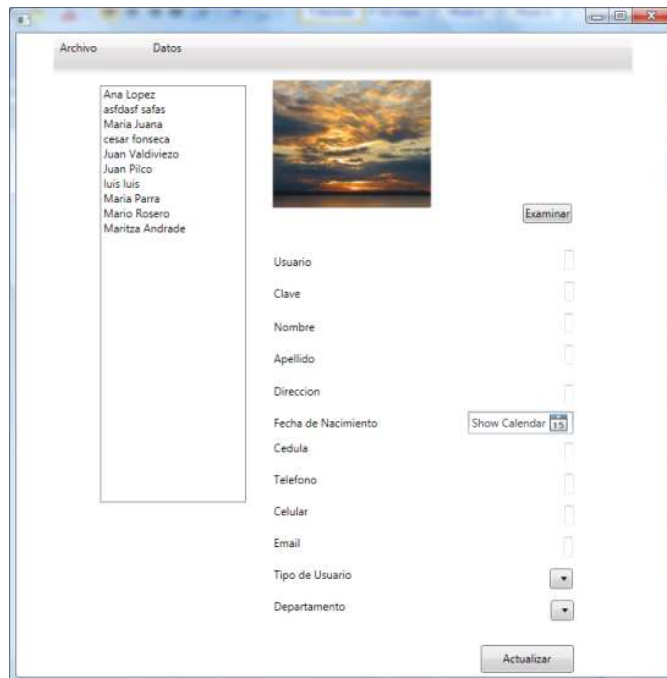 Archivo Datos
Ana Lopez
asfdasf safas
Maria Juana
cesar fonseca
Juan Valdiviezo
Juan Pilco
luis luis
Maria Parra
Mario Rosero
Maritza Andrade
Examinar
Usuario
Clave
Nombre
Apellido
Direccion
Fecha de Nacimiento Show Calendar 15
Cedula
Telefono
Celular
Email
Tipo de Usuario
Departamento
Actualizar